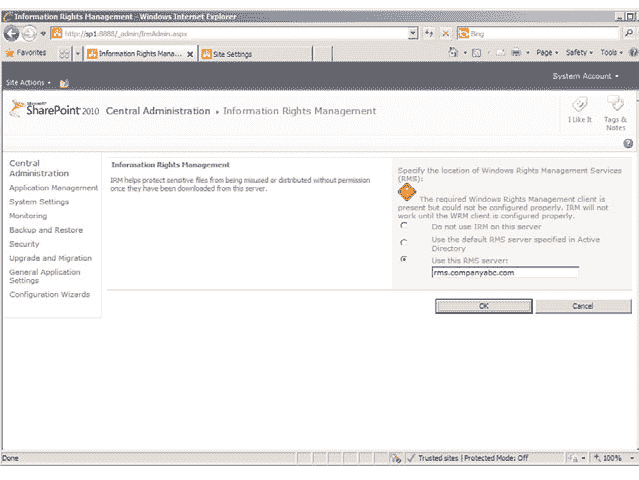 Information Rights Management - Windows Internet Explorer
http://sp1:8888/_admin/IrmAdmin.aspx
Bing
Favorites
Information Rights Mana...
Site Settings
Page
Safety
Tools
System Account
Site Actions
Microsoft
SharePoint 2010
Central Administration
Information Rights Management
I Like It
Tags &
Notes
Central
Administration
Application Management
System Settings
Monitoring
Backup and Restore
Security
Upgrade and Migration
General Application
Settings
Configuration Wizards
Information Rights Management
IRM helps protect sensitive files from being misused or distributed without permission
once they have been downloaded from this server.
Specify the location of Windows Rights Management Services
(RMS):
The required Windows Rights Management client is
present but could not be configured properly. IRM will not
work until the WRM client is configured properly.
Do not use IRM on this server
Use the default RMS server specified in Active
Directory
Use this RMS server:
rms.companyabc.com
OK
Cancel
Done
Trusted sites | Protected Mode: Off
100%